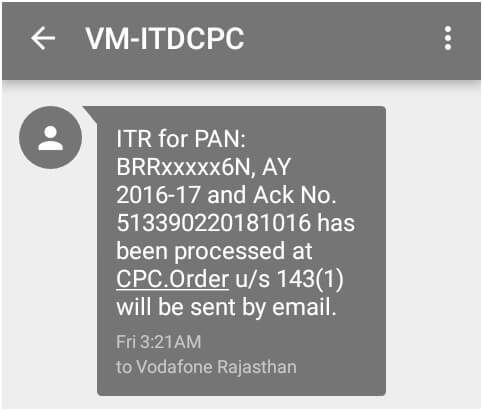 VM-ITDCPC
ITR for PAN:
BRRxxxxx6N, AY
2016-17 and Ack No.
513390220181016 has
been processed at
CPC.Order u/s 143(1)
will be sent by email.
Fri 3:21AM
to Vodafone Rajasthan